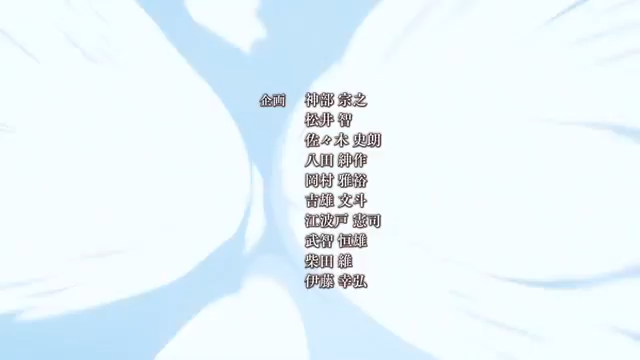 企画 神部 宗之
松井 智
佐々木 史朗
八田 紳作
岡村 雅裕
吉雄 文斗
江波戸 憲司
武智 恒雄
柴田 維
伊藤 幸弘